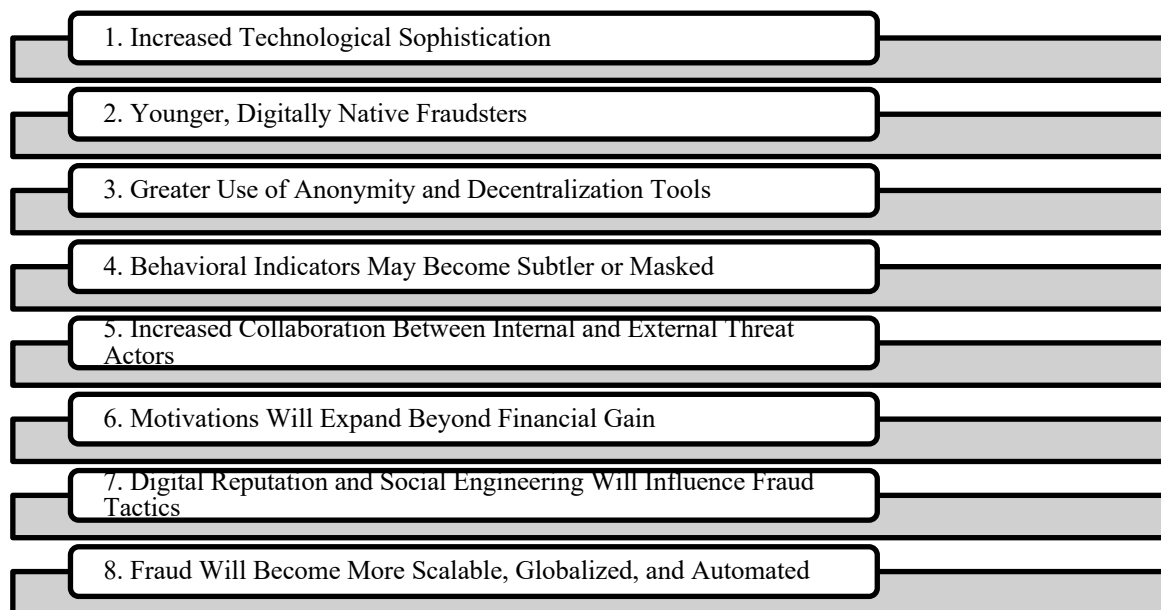 1. Increased Technological Sophistication
2. Younger, Digitally Native Fraudsters
3. Greater Use of Anonymity and Decentralization Tools
4. Behavioral Indicators May Become Subtler or Masked
5. Increased Collaboration Between Internal and External Threat
Actors
6. Motivations Will Expand Beyond Financial Gain
7. Digital Reputation and Social Engineering Will Influence Fraud
Tactics
8. Fraud Will Become More Scalable, Globalized, and Automated